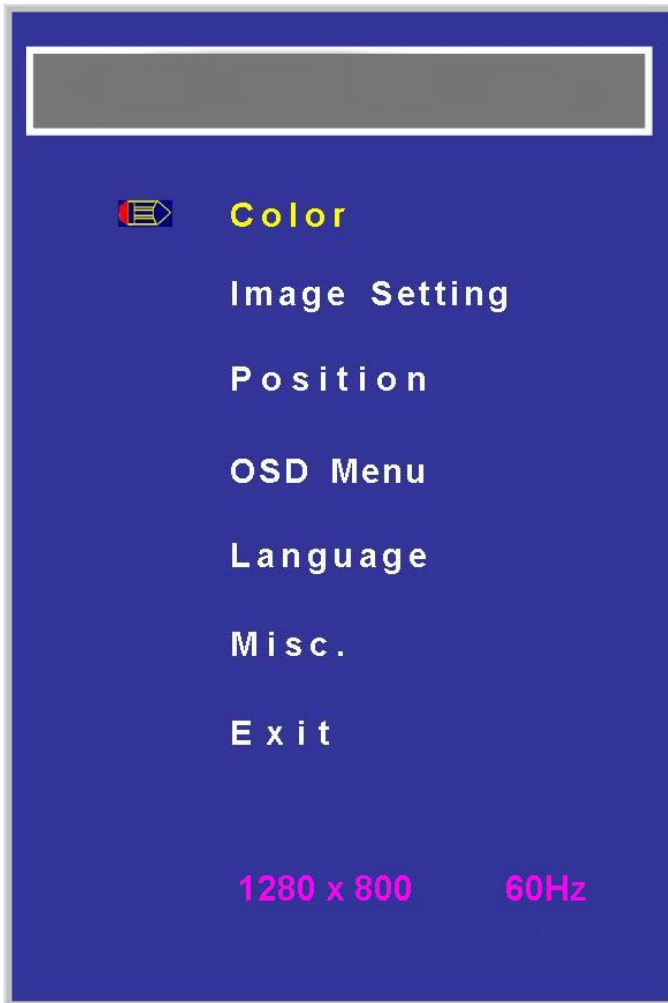 Color
Image Setting
Position
OSD Menu
Language
Misc.
Exit
1280 x 800 60Hz